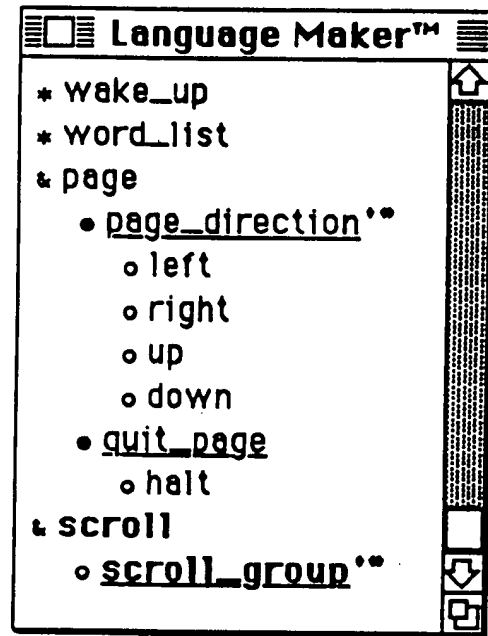 Language Maker™
* wake_up
* word_list
& page
• page_direction'∞
o left
o right
o up
o down
• quit_page
o halt
& scroll
o scroll_group'∞